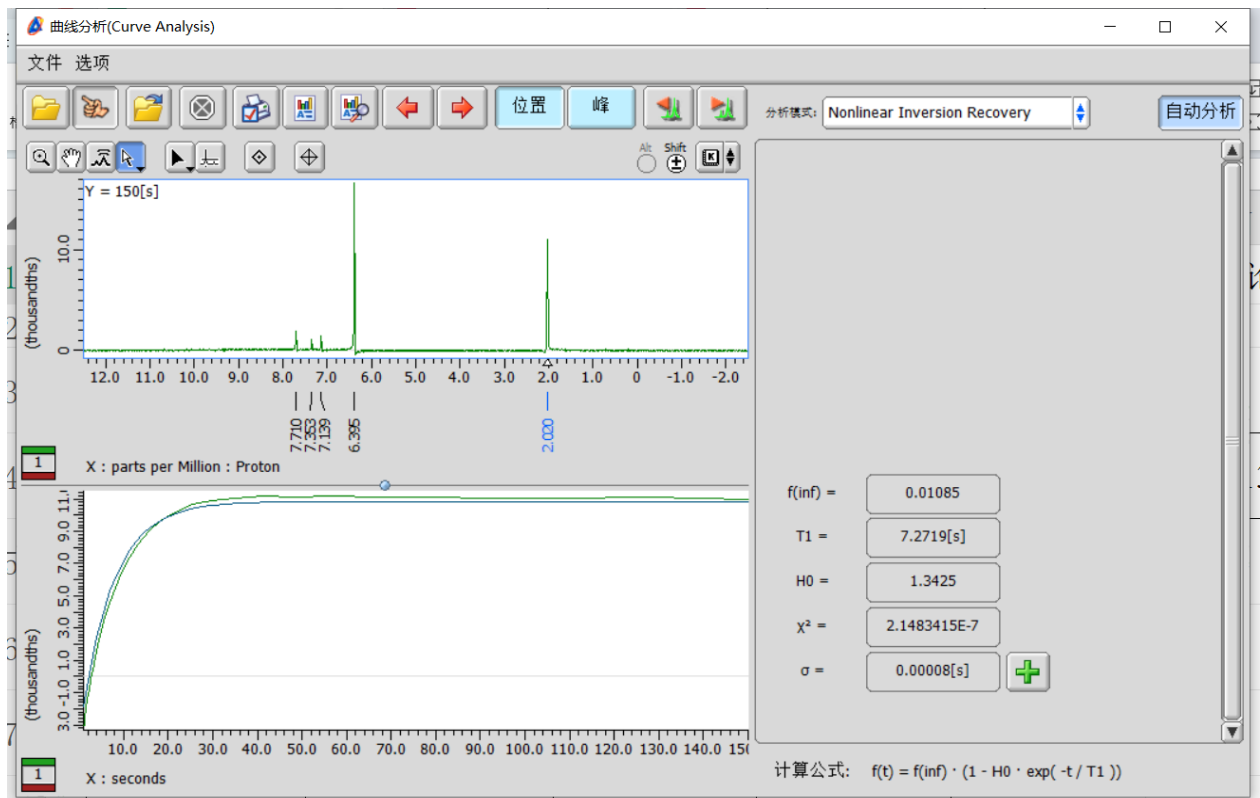 曲线分析(Curve Analysis)
文件 选项
位置 峰 分析模式: Nonlinear Inversion Recovery 自动分析
Alt Shift
K
Y = 150[s]
(thousandths)
10.0
0
12.0 11.0 10.0 9.0 8.0 7.0 6.0 5.0 4.0 3.0 2.0 1.0 0 -1.0 -2.0
7.710 7.353 7.139 6.395 2.020
1
X : parts per Million : Proton
(thousandths)
11.
9.0
7.0
5.0
3.0
1.0
-1.0
3.0
10.0 20.0 30.0 40.0 50.0 60.0 70.0 80.0 90.0 100.0 110.0 120.0 130.0 140.0 150
1
X : seconds
f(inf) = 0.01085
T1 = 7.2719[s]
H0 = 1.3425
χ² = 2.1483415E-7
σ = 0.00008[s]
计算公式: f(t) = f(inf) · (1 - H0 · exp( -t / T1 ))